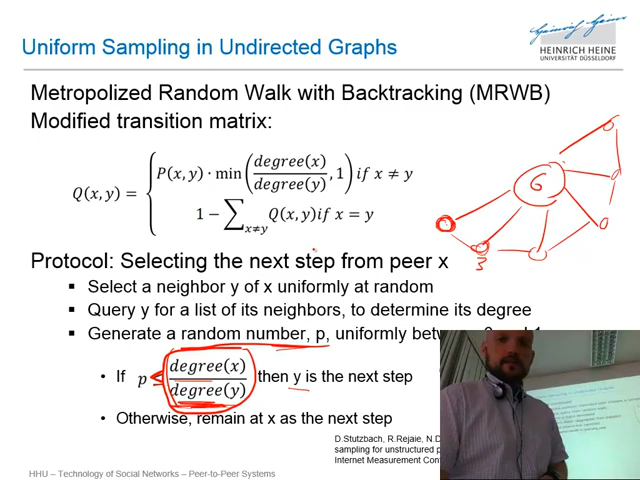 Uniform Sampling in Undirected Graphs
HEINRICH HEINE
UNIVERSITÄT DÜSSELDORF
Metropolized Random Walk with Backtracking (MRWB)
Modified transition matrix:
Q(x, y) = { P(x, y) · min ( degree(x) / degree(y) , 1 ) if x ≠ y
1 − ∑ x≠y Q(x, y) if x = y
6
3
Protocol: Selecting the next step from peer x
▪ Select a neighbor y of x uniformly at random
▪ Query y for a list of its neighbors, to determine its degree
▪ Generate a random number, p, uniformly between
• If p ≤ degree(x) / degree(y) then y is the next step
• Otherwise, remain at x as the next step
D.Stutzbach, R.Rejaie, N.D
sampling for unstructured p
Internet Measurement Con
HHU – Technology of Social Networks – Peer-to-Peer Systems